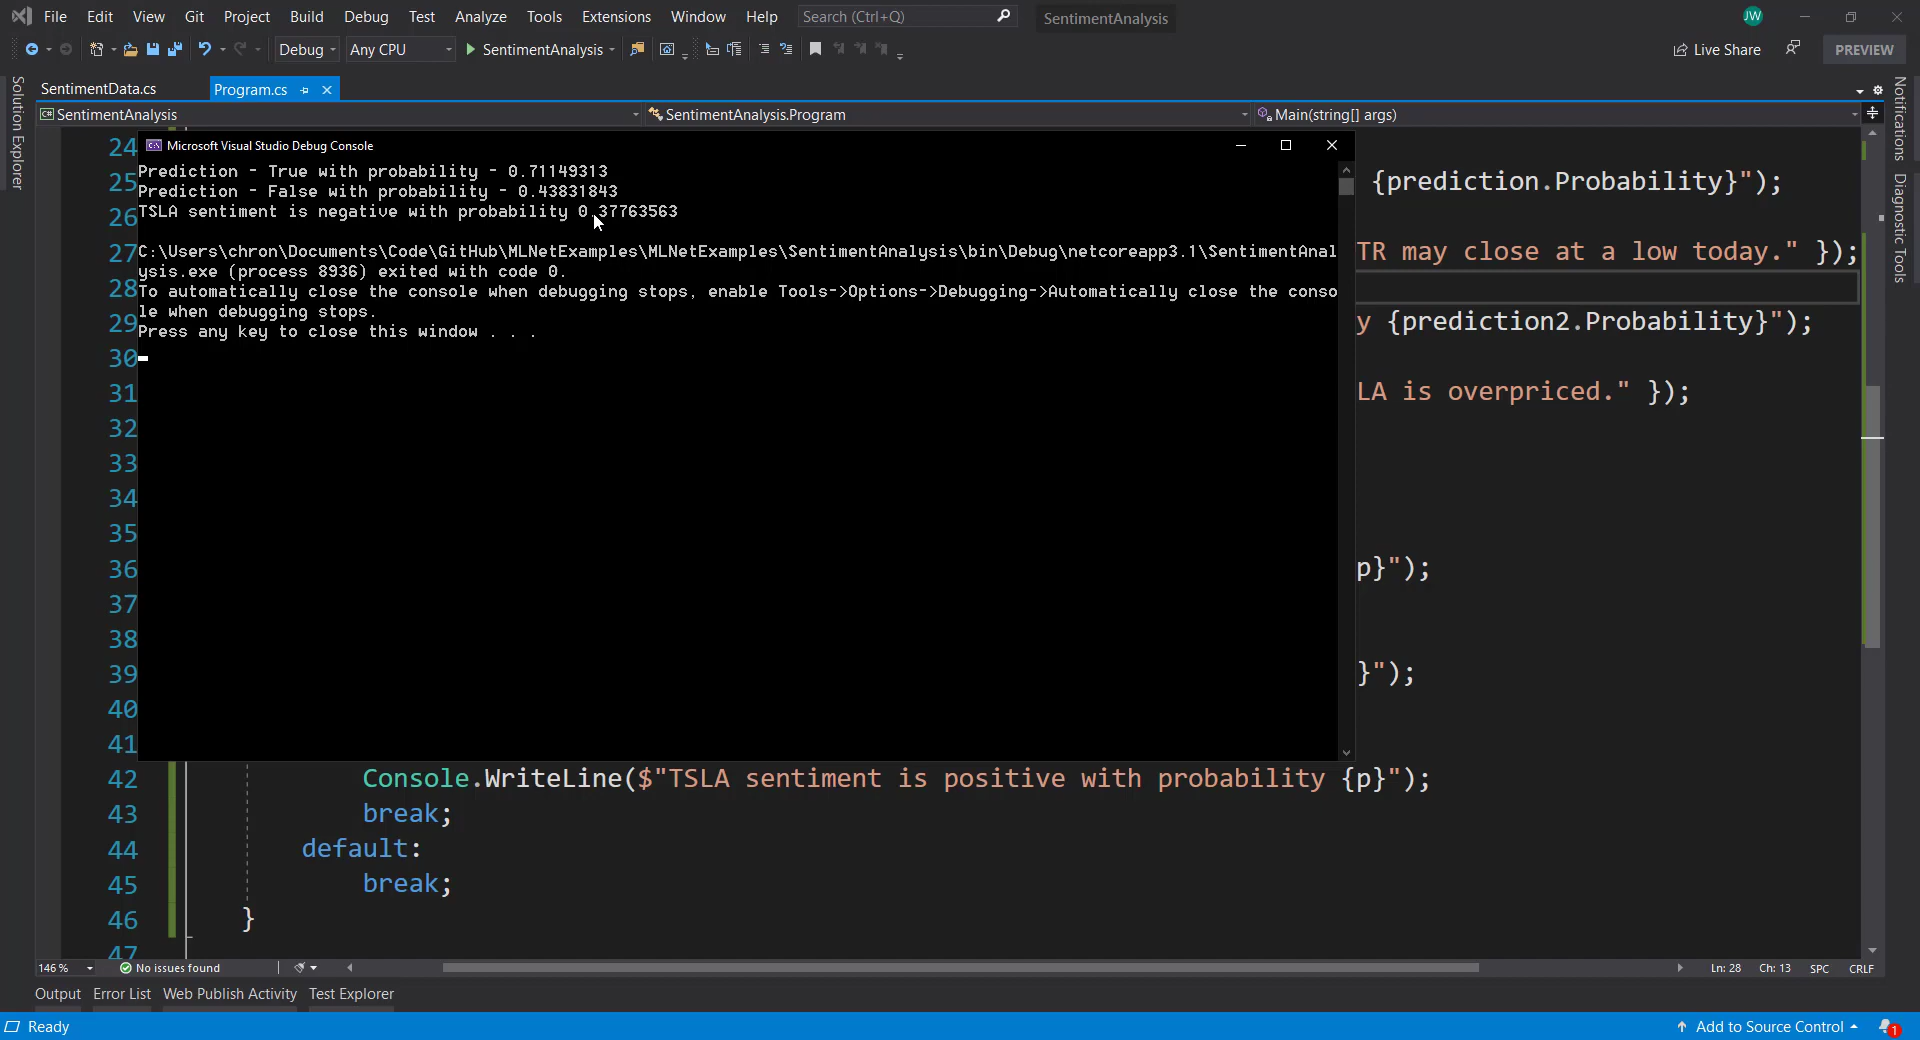 File Edit View Git Project Build Debug Test Analyze Tools Extensions Window Help Search (Ctrl+Q) SentimentAnalysis JW
Debug Any CPU SentimentAnalysis Live Share PREVIEW
SentimentData.cs Program.cs
SentimentAnalysis SentimentAnalysis.Program Main(string[] args)
Solution Explorer
Notifications
Diagnostic Tools
Microsoft Visual Studio Debug Console
Prediction - True with probability - 0.71149313
Prediction - False with probability - 0.43831843
TSLA sentiment is negative with probability 0.37763563
C:\Users\chron\Documents\Code\GitHub\MLNetExamples\MLNetExamples\SentimentAnalysis\bin\Debug\netcoreapp3.1\SentimentAnal
ysis.exe (process 8936) exited with code 0.
To automatically close the console when debugging stops, enable Tools->Options->Debugging->Automatically close the conso
le when debugging stops.
Press any key to close this window . . .
24
25 {prediction.Probability}");
26
27 TR may close at a low today." });
28
29 y {prediction2.Probability}");
30
31 LA is overpriced." });
32
33
34
35
36 p}");
37
38
39 }");
40
41
42 Console.WriteLine($"TSLA sentiment is positive with probability {p}");
43 break;
44 default:
45 break;
46 }
47
146 % No issues found Ln: 28 Ch: 13 SPC CRLF
Output Error List Web Publish Activity Test Explorer
Ready Add to Source Control 1